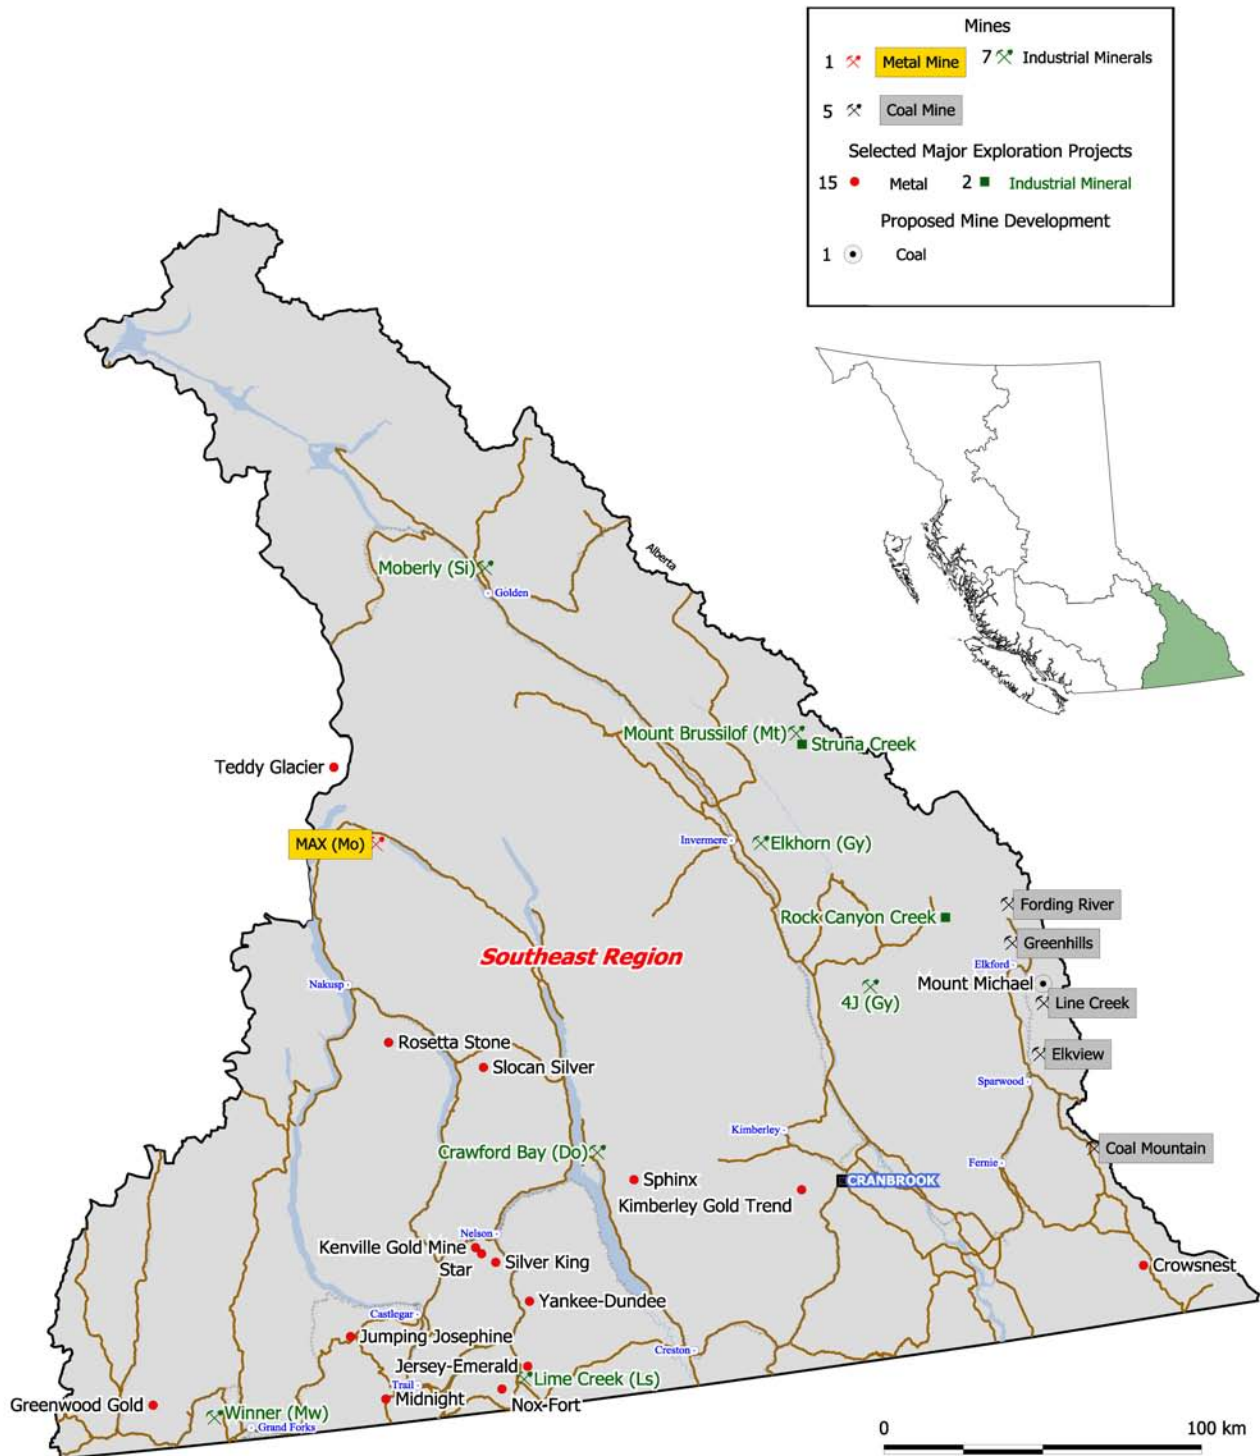 Mines
1 Metal Mine 7 Industrial Minerals
5 Coal Mine
Selected Major Exploration Projects
15 Metal 2 Industrial Mineral
Proposed Mine Development
1 Coal
Alberta
Moberly (Si)
Golden
Mount Brussilof (Mt)
Struna Creek
Teddy Glacier
MAX (Mo)
Invermere
Elkhorn (Gy)
Rock Canyon Creek
Fording River
Greenhills
Southeast Region
Elkford
Nakusp
Mount Michael
4J (Gy)
Line Creek
Rosetta Stone
Elkview
Slocan Silver
Sparwood
Kimberley
Crawford Bay (Do)
Coal Mountain
Fernie
Sphinx
CRANBROOK
Kimberley Gold Trend
Nelson
Kenville Gold Mine
Star
Silver King
Crowsnest
Yankee-Dundee
Castlegar
Jumping Josephine
Creston
Jersey-Emerald
Lime Creek (Ls)
Trail
Midnight
Nox-Fort
Greenwood Gold
Winner (Mw)
Grand Forks
0 100 km